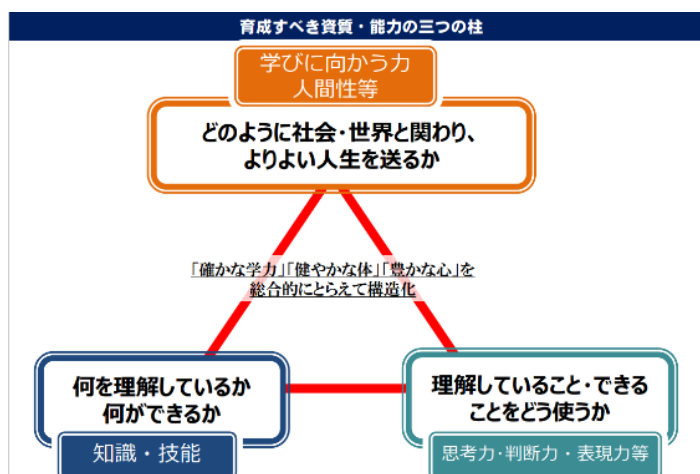 育成すべき資質・能力の三つの柱
学びに向かう力
人間性等
どのように社会・世界と関わり、
よりよい人生を送るか
「確かな学力」「健やかな体」「豊かな心」を
総合的にとらえて構造化
何を理解しているか
何ができるか
知識・技能
理解していること・できる
ことをどう使うか
思考力・判断力・表現力等